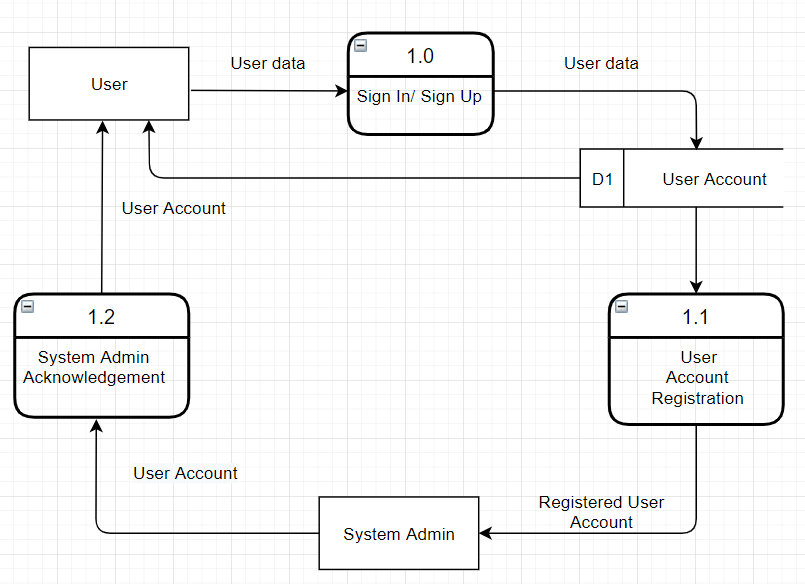 User
User data
1.0
Sign In/ Sign Up
User data
D1
User Account
User Account
1.2
System Admin
Acknowledgement
1.1
User
Account
Registration
User Account
System Admin
Registered User
Account